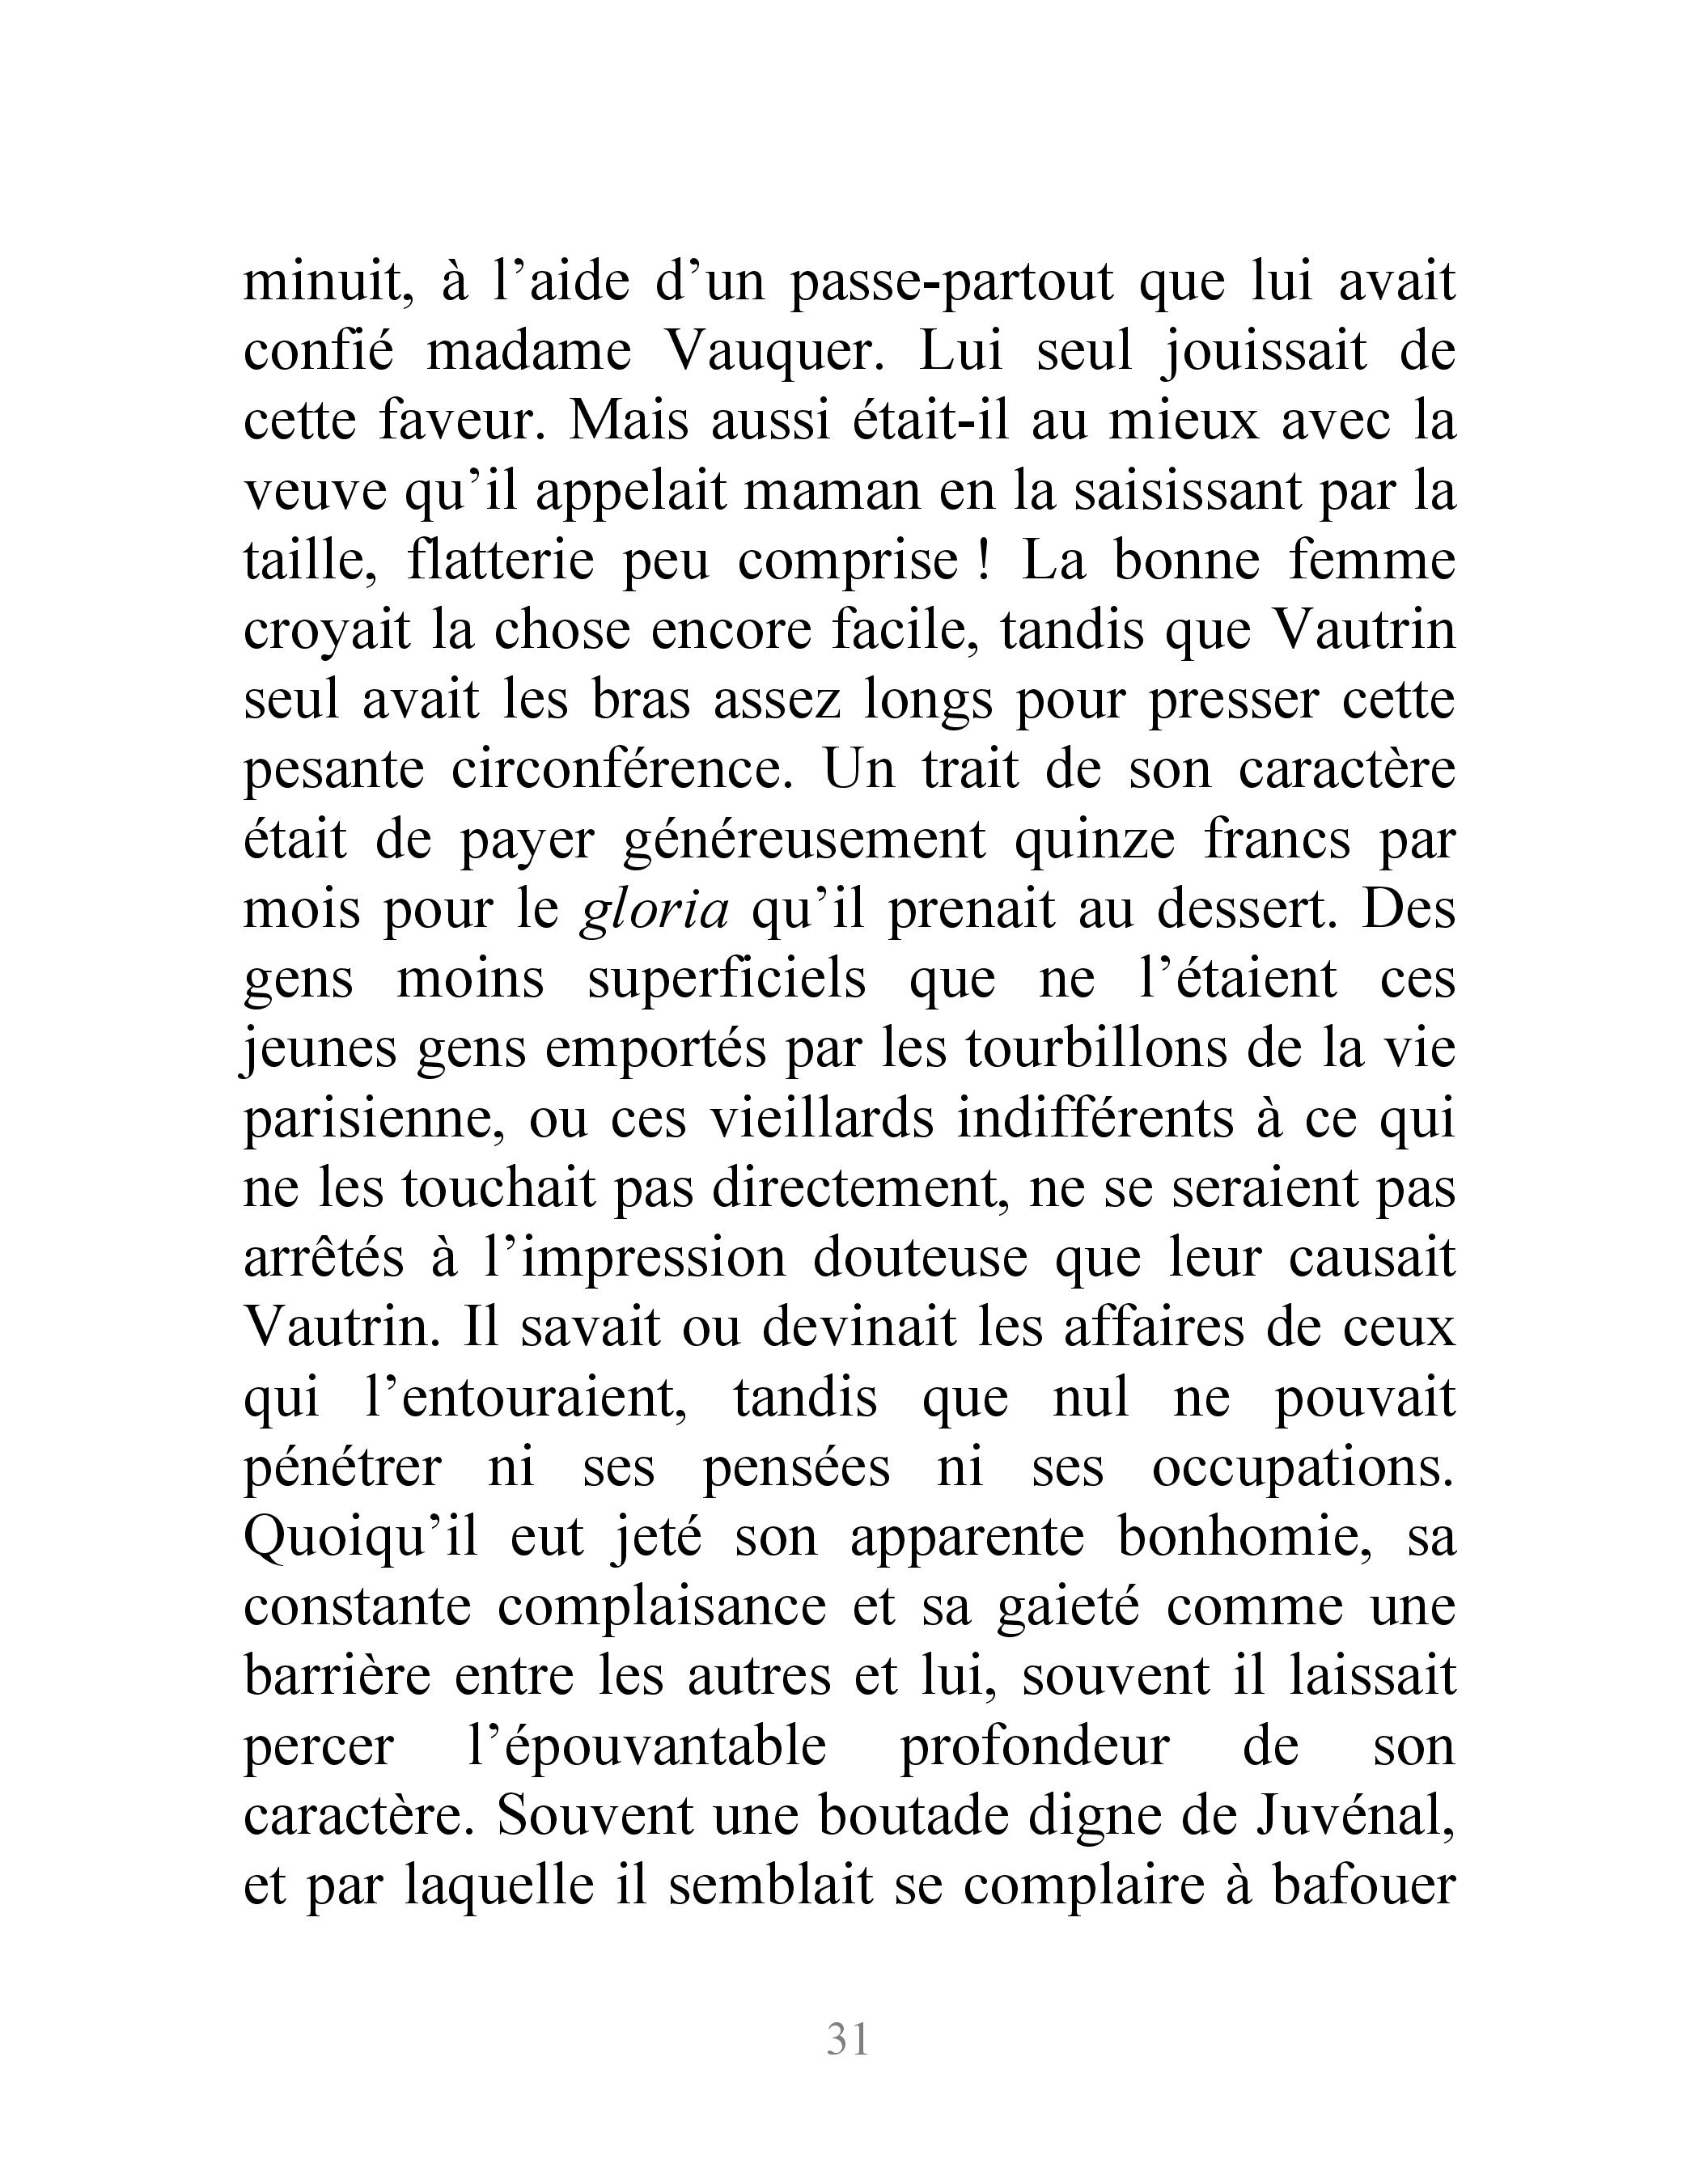 minuit, à l’aide d’un passe-partout que lui avait
confié madame Vauquer. Lui seul jouissait de
cette faveur. Mais aussi était-il au mieux avec la
veuve qu’il appelait maman en la saisissant par la
taille, flatterie peu comprise ! La bonne femme
croyait la chose encore facile, tandis que Vautrin
seul avait les bras assez longs pour presser cette
pesante circonférence. Un trait de son caractère
était de payer généreusement quinze francs par
mois pour le gloria qu’il prenait au dessert. Des
gens moins superficiels que ne l’étaient ces
jeunes gens emportés par les tourbillons de la vie
parisienne, ou ces vieillards indifférents à ce qui
ne les touchait pas directement, ne se seraient pas
arrêtés à l’impression douteuse que leur causait
Vautrin. Il savait ou devinait les affaires de ceux
qui l’entouraient, tandis que nul ne pouvait
pénétrer ni ses pensées ni ses occupations.
Quoiqu’il eut jeté son apparente bonhomie, sa
constante complaisance et sa gaieté comme une
barrière entre les autres et lui, souvent il laissait
percer l’épouvantable profondeur de son
caractère. Souvent une boutade digne de Juvénal,
et par laquelle il semblait se complaire à bafouer
31